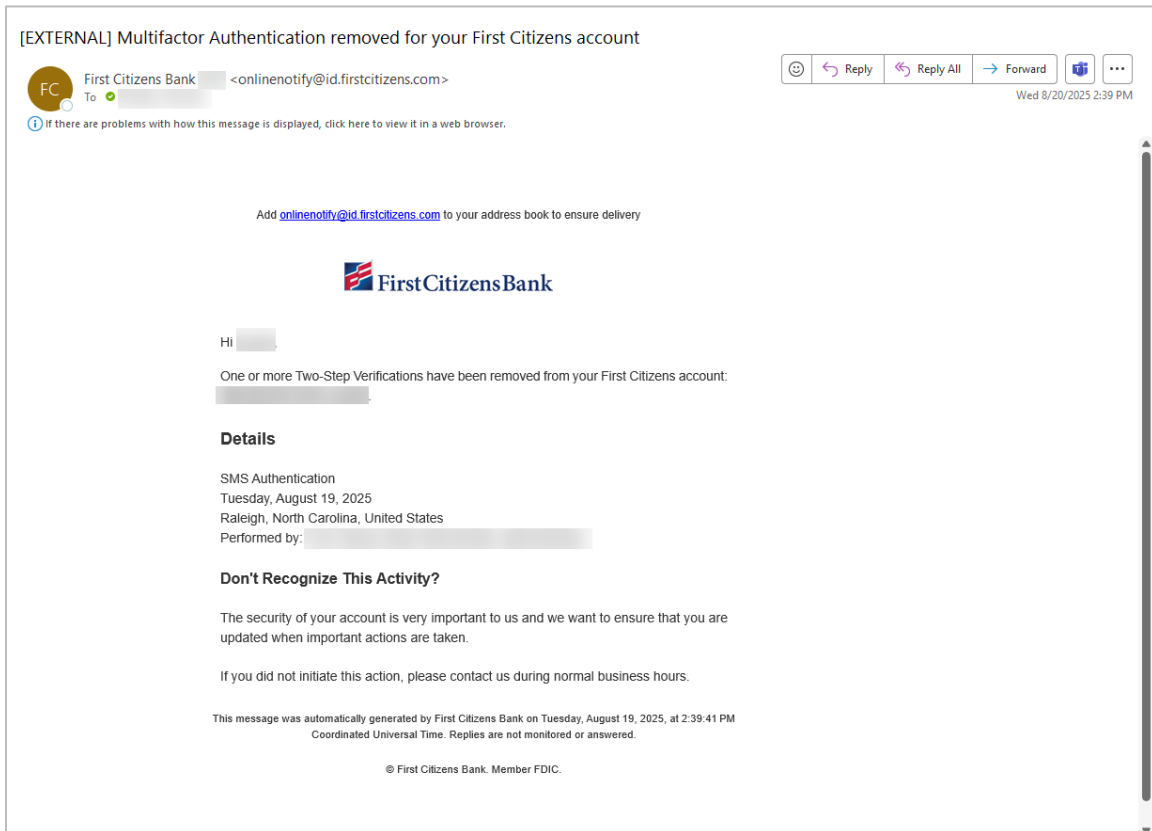 [EXTERNAL] Multifactor Authentication removed for your First Citizens account
FC
First Citizens Bank <onlinenotify@id.firstcitizens.com>
To
Reply
Reply All
Forward
Wed 8/20/2025 2:39 PM
If there are problems with how this message is displayed, click here to view it in a web browser.
Add onlinenotify@id.firstcitizens.com to your address book to ensure delivery
First Citizens Bank
Hi ,
One or more Two-Step Verifications have been removed from your First Citizens account:
.
Details
SMS Authentication
Tuesday, August 19, 2025
Raleigh, North Carolina, United States
Performed by:
Don't Recognize This Activity?
The security of your account is very important to us and we want to ensure that you are
updated when important actions are taken.
If you did not initiate this action, please contact us during normal business hours.
This message was automatically generated by First Citizens Bank on Tuesday, August 19, 2025, at 2:39:41 PM
Coordinated Universal Time. Replies are not monitored or answered.
© First Citizens Bank. Member FDIC.